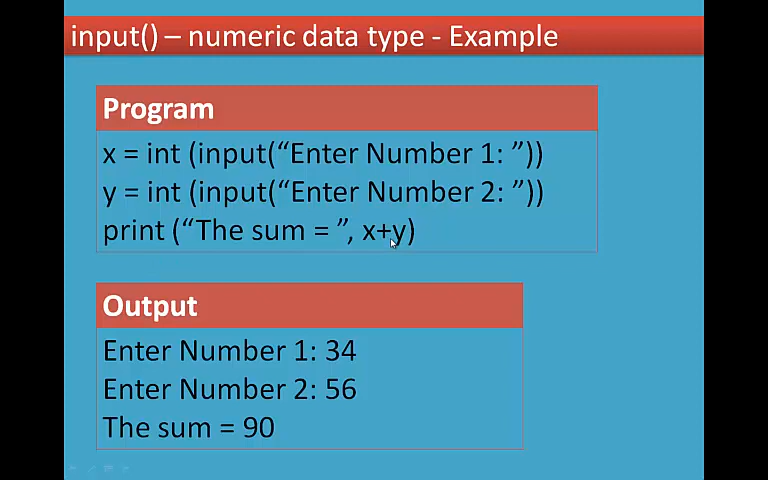 input() – numeric data type - Example
Program
x = int (input(“Enter Number 1: ”))
y = int (input(“Enter Number 2: ”))
print (“The sum = ”, x+y)
Output
Enter Number 1: 34
Enter Number 2: 56
The sum = 90